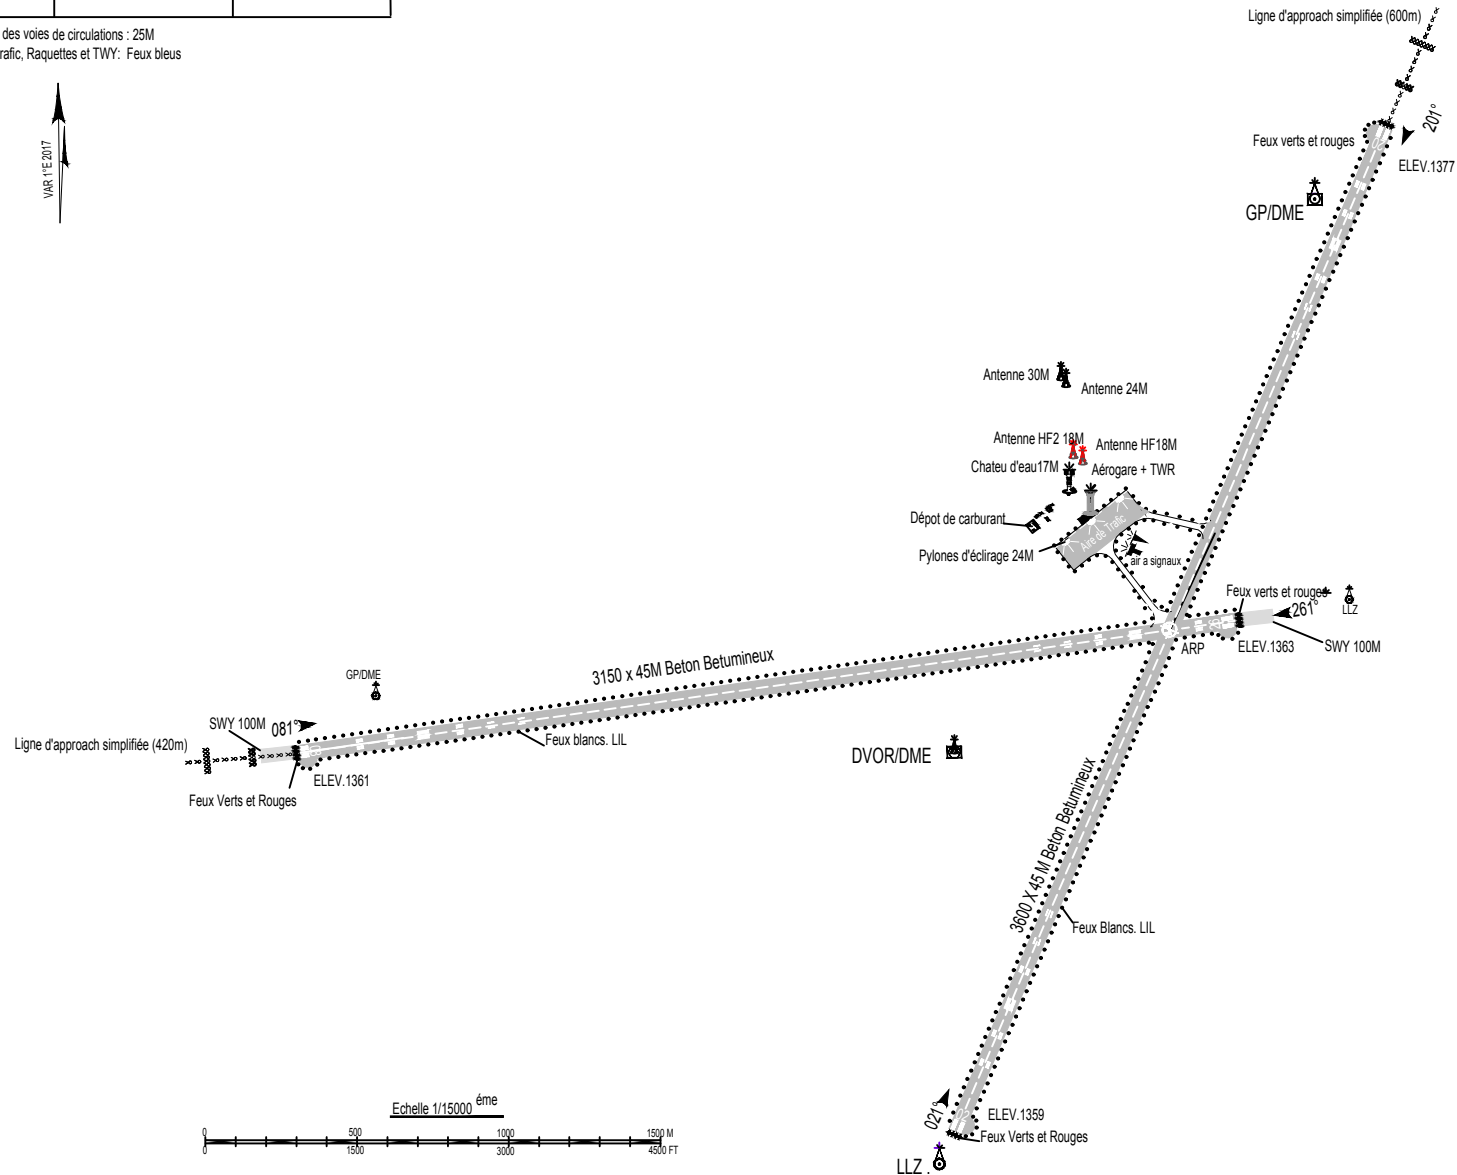 des voies de circulations : 25M
rafic, Raquettes et TWY: Feux bleus
Ligne d'approach simplifiée (600m)
201°
VAR 1°E 2017
Feux verts et rouges
ELEV.1377
GP/DME
Antenne 30M
Antenne 24M
Antenne HF2 18M
Antenne HF18M
Chateu d'eau17M
Aérogare + TWR
Dépot de carburant
Aire de Trafic
Pylones d'éclirage 24M
air a signaux
Feux verts et rouges
261°
LLZ
ARP
ELEV.1363
SWY 100M
3150 x 45M Beton Betumineux
GP/DME
SWY 100M
081°
Ligne d'approach simplifiée (420m)
Feux blancs. LIL
ELEV.1361
Feux Verts et Rouges
DVOR/DME
3600 X 45 M Beton Betumineux
Feux Blancs. LIL
Echelle 1/15000 éme
0 500 1000 1500 M
0 1500 3000 4500 FT
021°
ELEV.1359
Feux Verts et Rouges
LLZ .